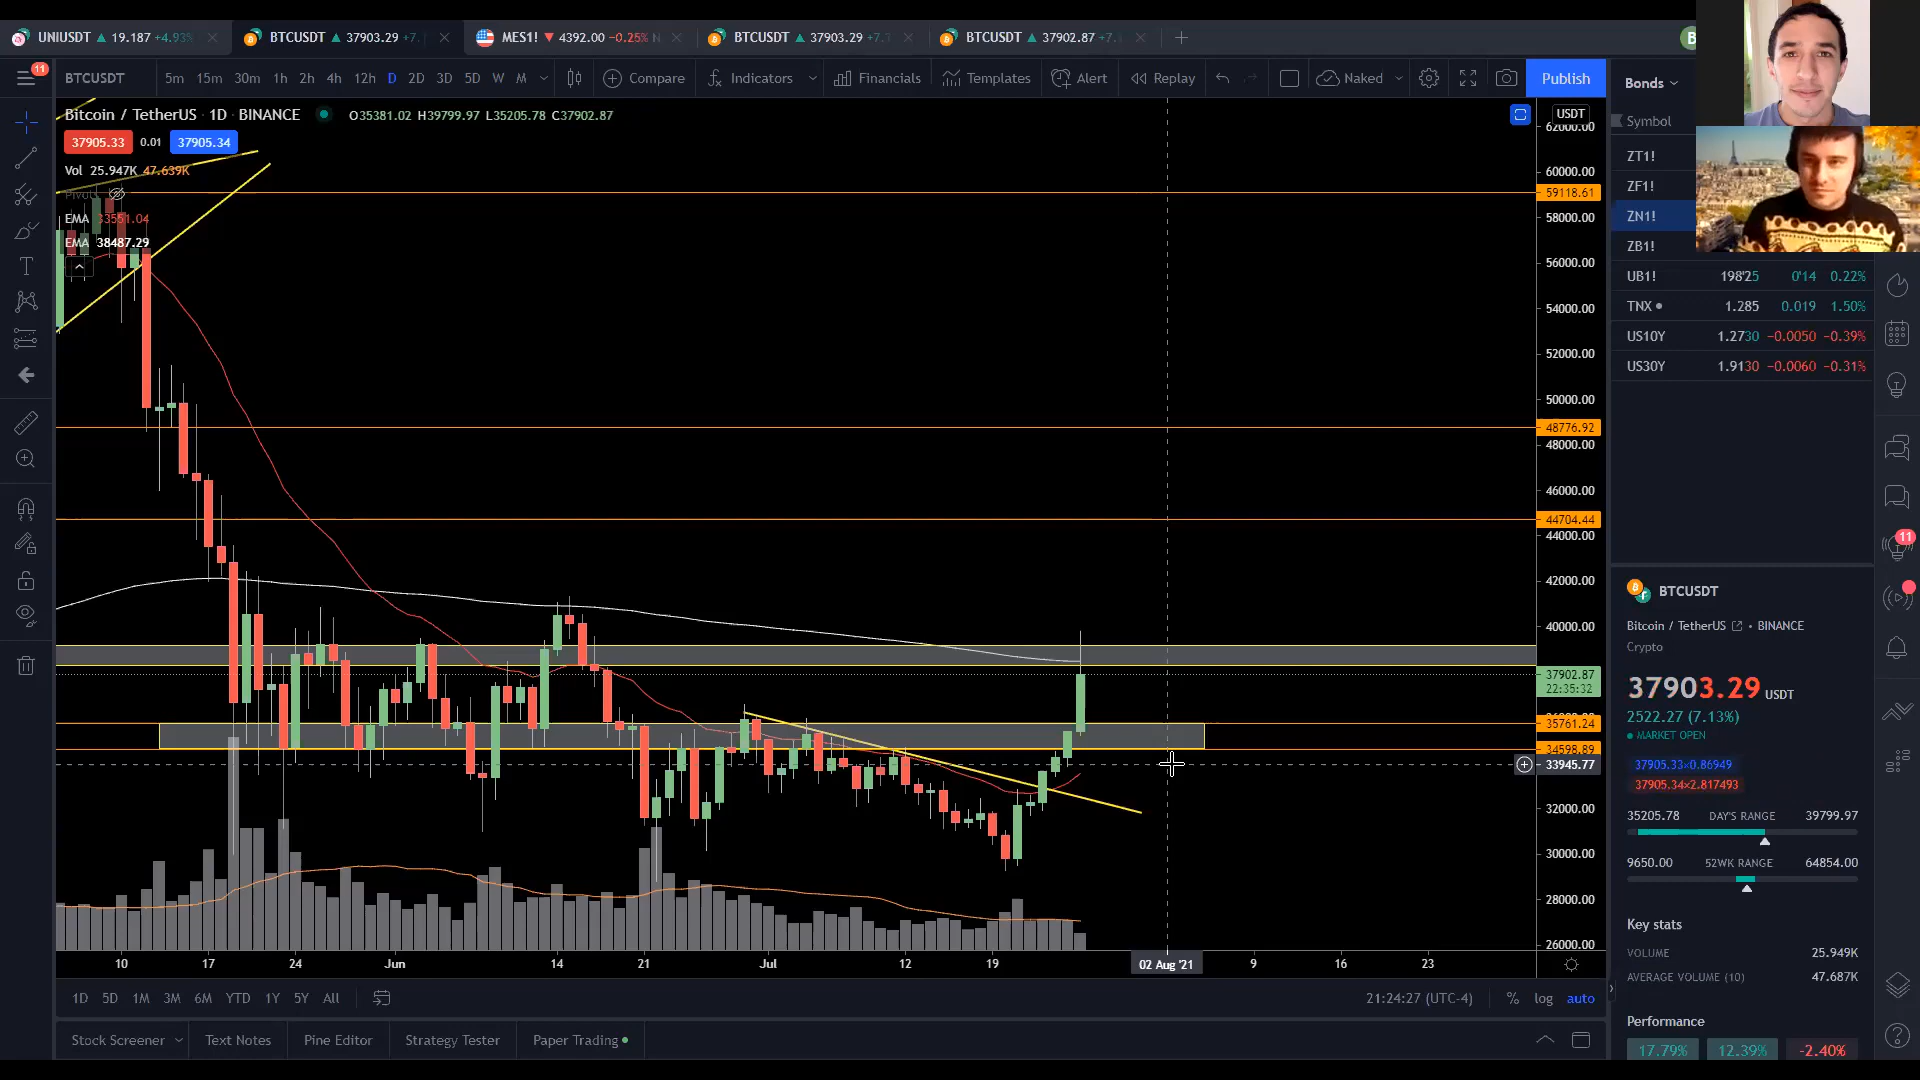 UNIUSDT ▲ 19.187 +4.93%
BTCUSDT ▲ 37903.29 +7.
MES1! ▼ 4392.00 −0.25% N
BTCUSDT ▲ 37903.29 +7.
BTCUSDT ▲ 37902.87 +7.
B
11
BTCUSDT
5m 15m 30m 1h 2h 4h 12h D 2D 3D 5D W M
Compare
Indicators
Financials
Templates
Alert
Replay
Naked
Publish
Bonds
Symbol
ZT1!
ZF1!
ZN1!
ZB1!
UB1! 198'25 0'14 0.22%
TNX 1.285 0.019 1.50%
US10Y 1.2730 −0.0050 −0.39%
US30Y 1.9130 −0.0060 −0.31%
Bitcoin / TetherUS · 1D · BINANCE
O35381.02 H39799.97 L35205.78 C37902.87
37905.33 0.01 37905.34
Vol 25.947K 47.639K
Pivots
EMA 33551.04
EMA 38487.29
USDT
62000.00
60000.00
59118.61
58000.00
56000.00
54000.00
52000.00
50000.00
48776.92
48000.00
46000.00
44704.44
44000.00
42000.00
40000.00
37902.87
22:35:32
35761.24
34598.89
33945.77
32000.00
30000.00
28000.00
26000.00
10 17 24 Jun 14 21 Jul 12 19 02 Aug '21 9 16 23
1D 5D 1M 3M 6M YTD 1Y 5Y All
21:24:27 (UTC-4) % log auto
Stock Screener
Text Notes
Pine Editor
Strategy Tester
Paper Trading
11
BTCUSDT
Bitcoin / TetherUS • BINANCE
Crypto
37903.29 USDT
2522.27 (7.13%)
MARKET OPEN
37905.33×0.86949
37905.34×2.817493
35205.78 DAY'S RANGE 39799.97
9650.00 52WK RANGE 64854.00
Key stats
VOLUME 25.949K
AVERAGE VOLUME (10) 47.687K
Performance
17.79% 12.39% -2.40%